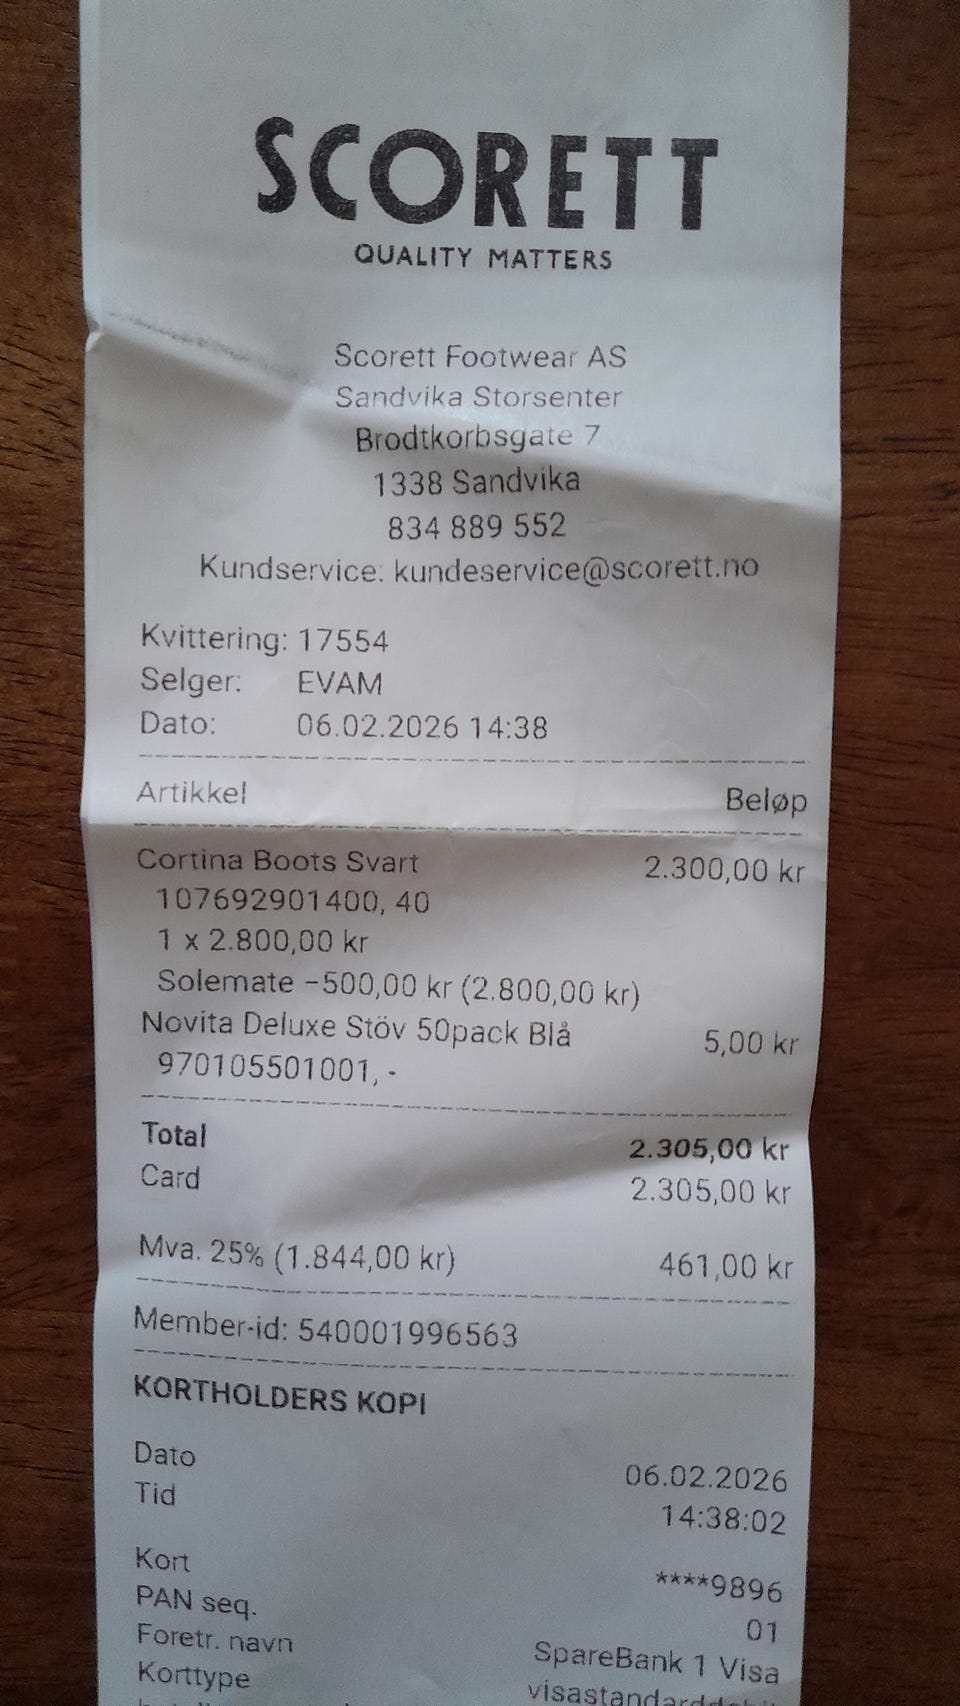 SCORETT
QUALITY MATTERS
Scorett Footwear AS
Sandvika Storsenter
Brodtkorbsgate 7
1338 Sandvika
834 889 552
Kundservice: kundeservice@scorett.no
Kvittering: 17554
Selger: EVAM
Dato: 06.02.2026 14:38
Artikkel Beløp
Cortina Boots Svart 2.300,00 kr
107692901400, 40
1 x 2.800,00 kr
Solemate -500,00 kr (2.800,00 kr)
Novita Deluxe Stöv 50pack Blå 5,00 kr
970105501001, -
Total 2.305,00 kr
Card 2.305,00 kr
Mva. 25% (1.844,00 kr) 461,00 kr
Member-id: 540001996563
KORTHOLDERS KOPI
Dato 06.02.2026
Tid 14:38:02
Kort ****9896
PAN seq. 01
Foretr. navn SpareBank 1 Visa
Korttype